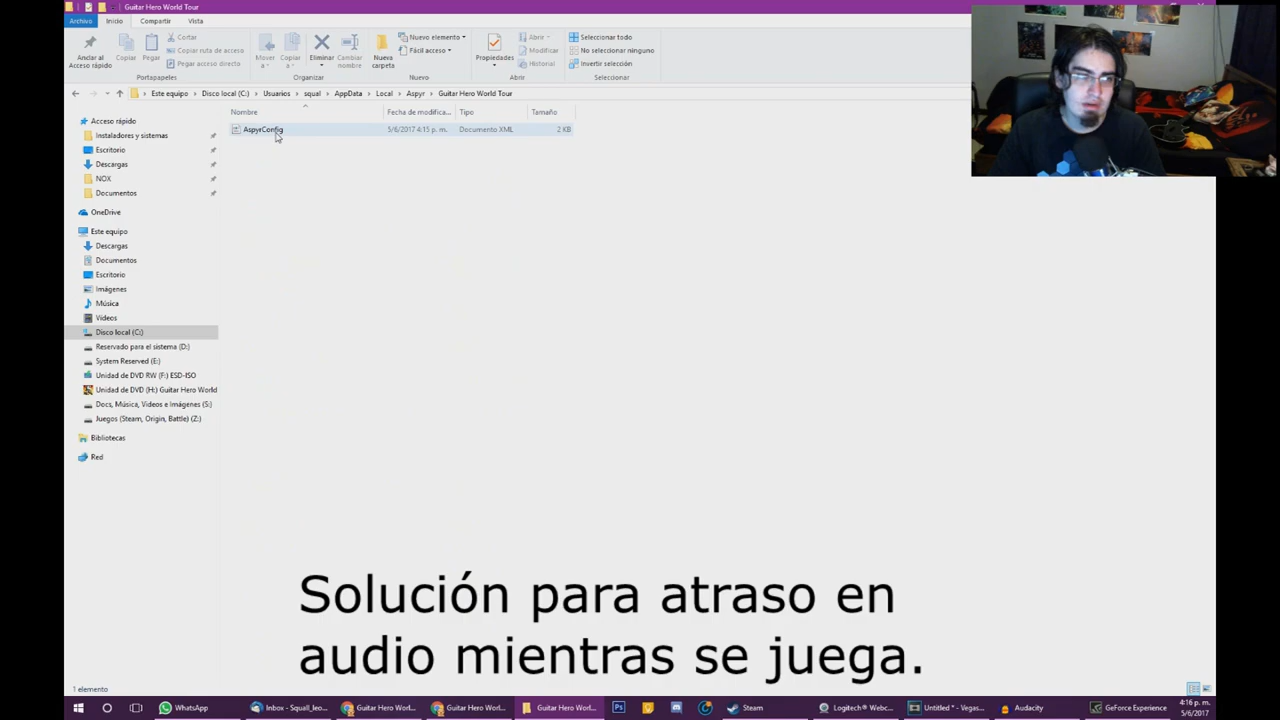 Guitar Hero World Tour
Archivo Inicio Compartir Vista
Anclar al Acceso rápido
Copiar
Pegar
Cortar
Copiar ruta de acceso
Pegar acceso directo
Portapapeles
Mover a
Copiar a
Eliminar
Cambiar nombre
Organizar
Nueva carpeta
Nuevo elemento
Fácil acceso
Nuevo
Propiedades
Abrir
Modificar
Historial
Abrir
Seleccionar todo
No seleccionar ninguno
Invertir selección
Seleccionar
Este equipo > Disco local (C:) > Usuarios > squal > AppData > Local > Aspyr > Guitar Hero World Tour
Nombre Fecha de modifica... Tipo Tamaño
AspyrConfig 5/6/2017 4:15 p. m. Documento XML 2 KB
Acceso rápido
Instaladores y sistemas
Escritorio
Descargas
NOX
Documentos
OneDrive
Este equipo
Descargas
Documentos
Escritorio
Imágenes
Música
Vídeos
Disco local (C:)
Reservado para el sistema (D:)
System Reserved (E:)
Unidad de DVD RW (F:) ESD-ISO
Unidad de DVD (H:) Guitar Hero World
Docs, Música, Videos e Imágenes (S:)
Juegos (Steam, Origin, Battle) (Z:)
Bibliotecas
Red
Solución para atraso en
audio mientras se juega.
1 elemento
WhatsApp Inbox - Squall_leo... Guitar Hero Worl... Guitar Hero Worl... Guitar Hero Worl... Steam Logitech® Webc... Untitled * - Vegas... Audacity GeForce Experience 4:16 p. m.
5/6/2017